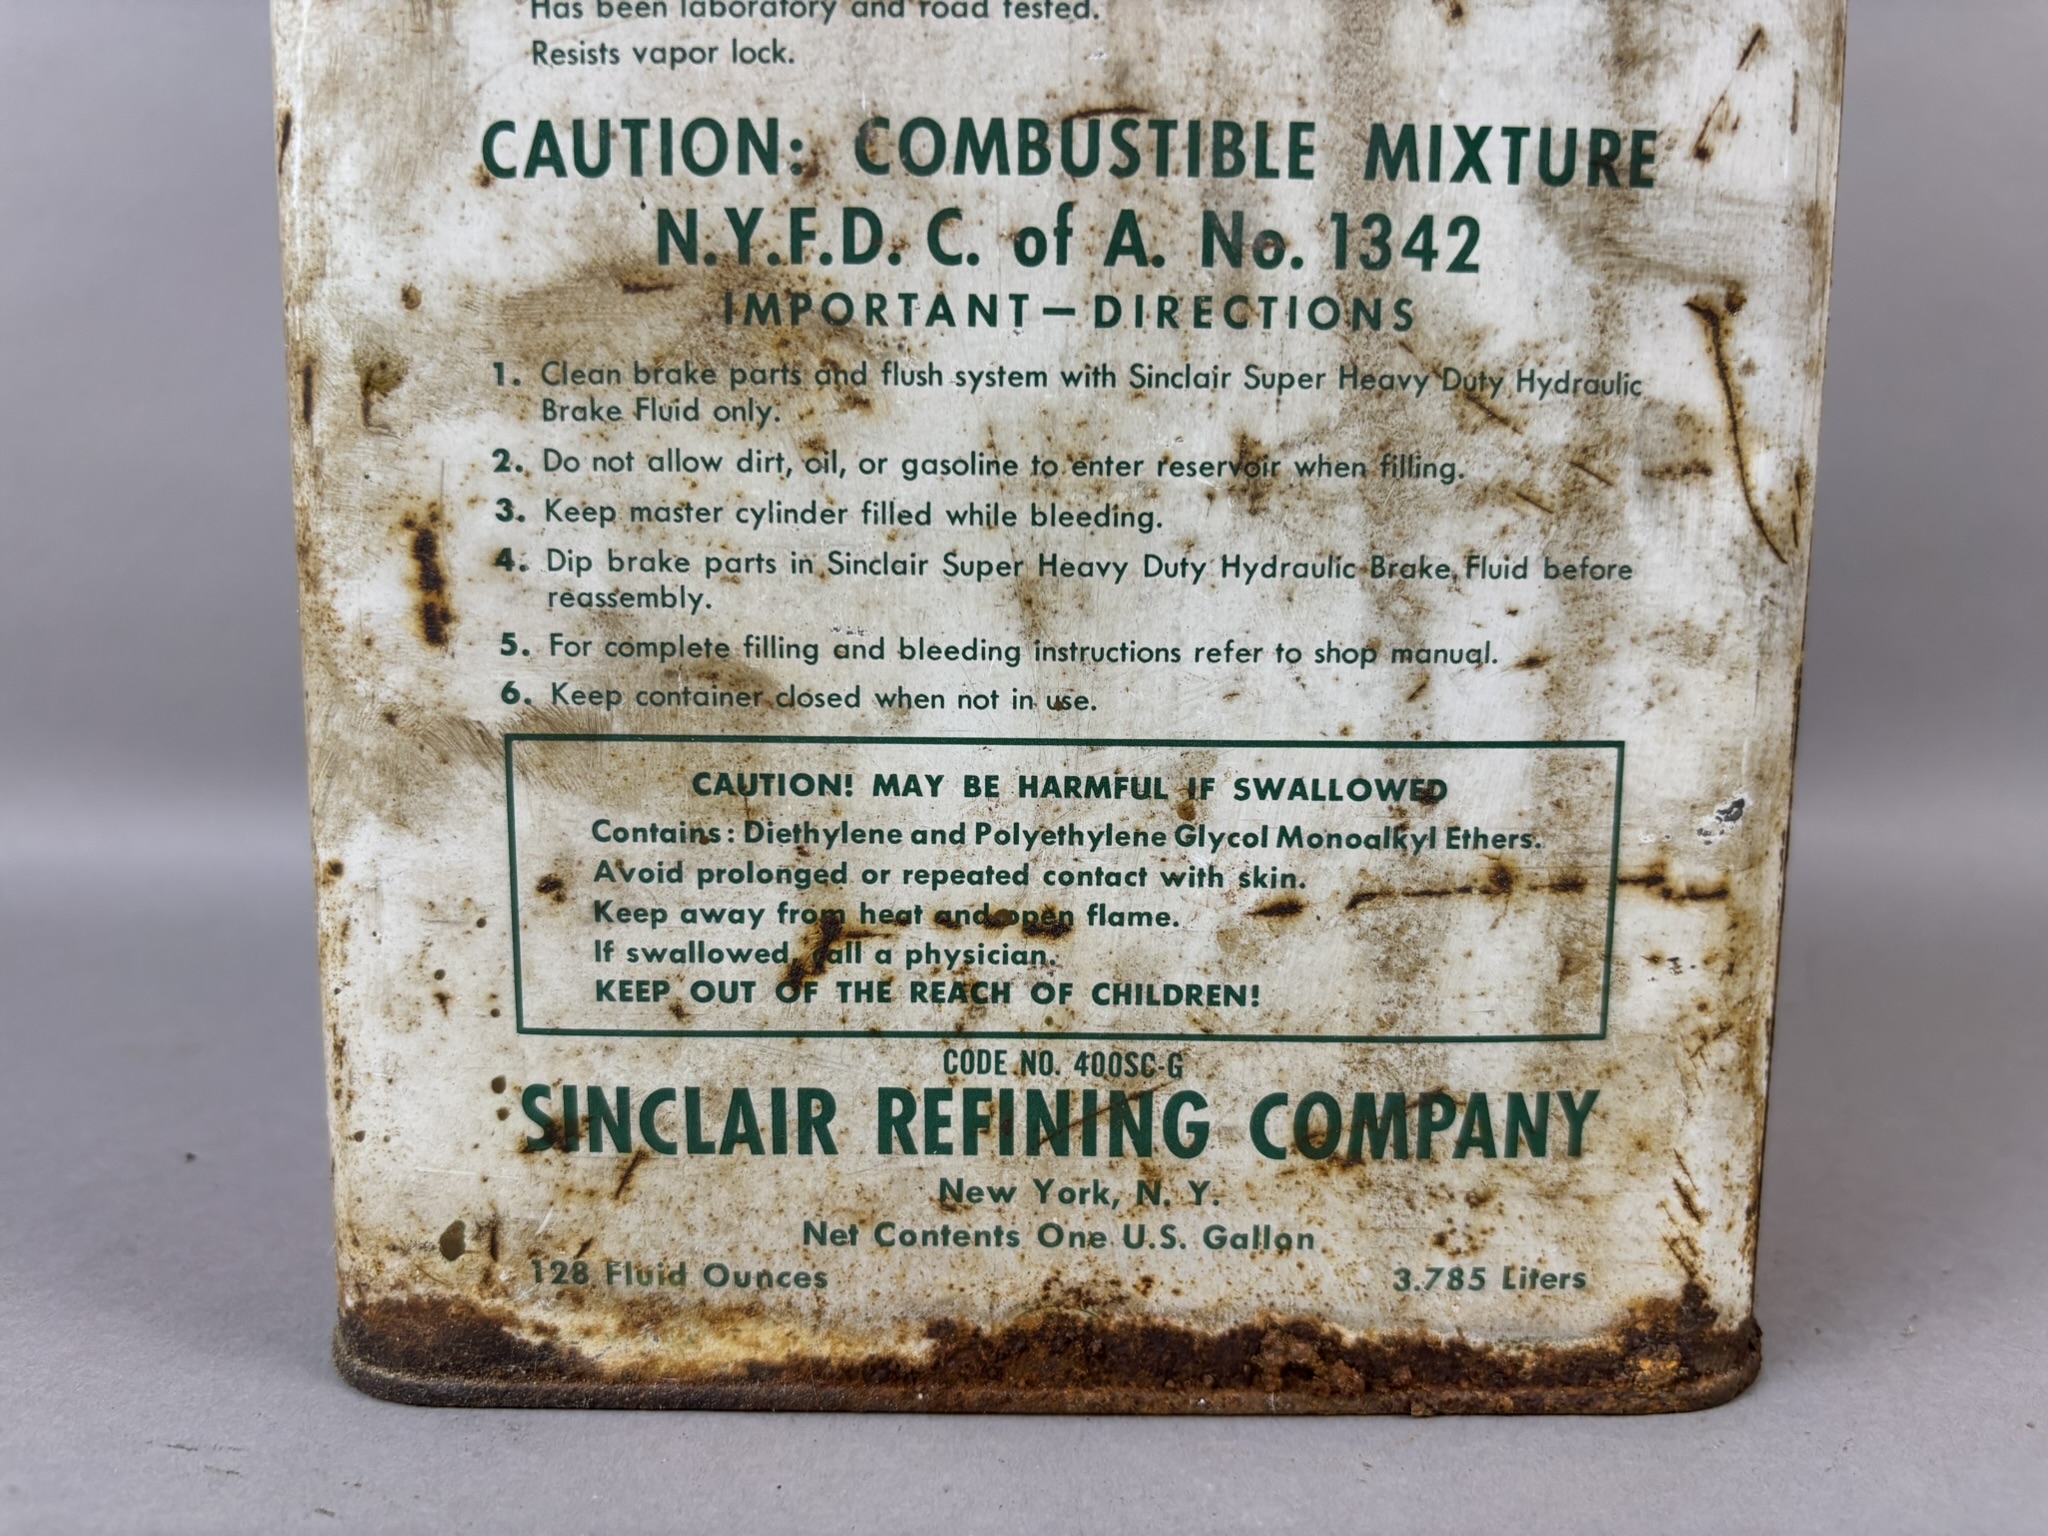 Has been laboratory and road tested.
Resists vapor lock.
CAUTION: COMBUSTIBLE MIXTURE
N.Y.F.D. C. of A. No. 1342
IMPORTANT—DIRECTIONS
1. Clean brake parts and flush system with Sinclair Super Heavy Duty Hydraulic
Brake Fluid only.
2. Do not allow dirt, oil, or gasoline to enter reservoir when filling.
3. Keep master cylinder filled while bleeding.
4. Dip brake parts in Sinclair Super Heavy Duty Hydraulic Brake Fluid before
reassembly.
5. For complete filling and bleeding instructions refer to shop manual.
6. Keep container closed when not in use.
CAUTION! MAY BE HARMFUL IF SWALLOWED
Contains: Diethylene and Polyethylene Glycol Monoalkyl Ethers.
Avoid prolonged or repeated contact with skin.
Keep away from heat and open flame.
If swallowed, call a physician.
KEEP OUT OF THE REACH OF CHILDREN!
CODE NO. 400SC-G
SINCLAIR REFINING COMPANY
New York, N. Y.
Net Contents One U.S. Gallon
128 Fluid Ounces 3.785 Liters